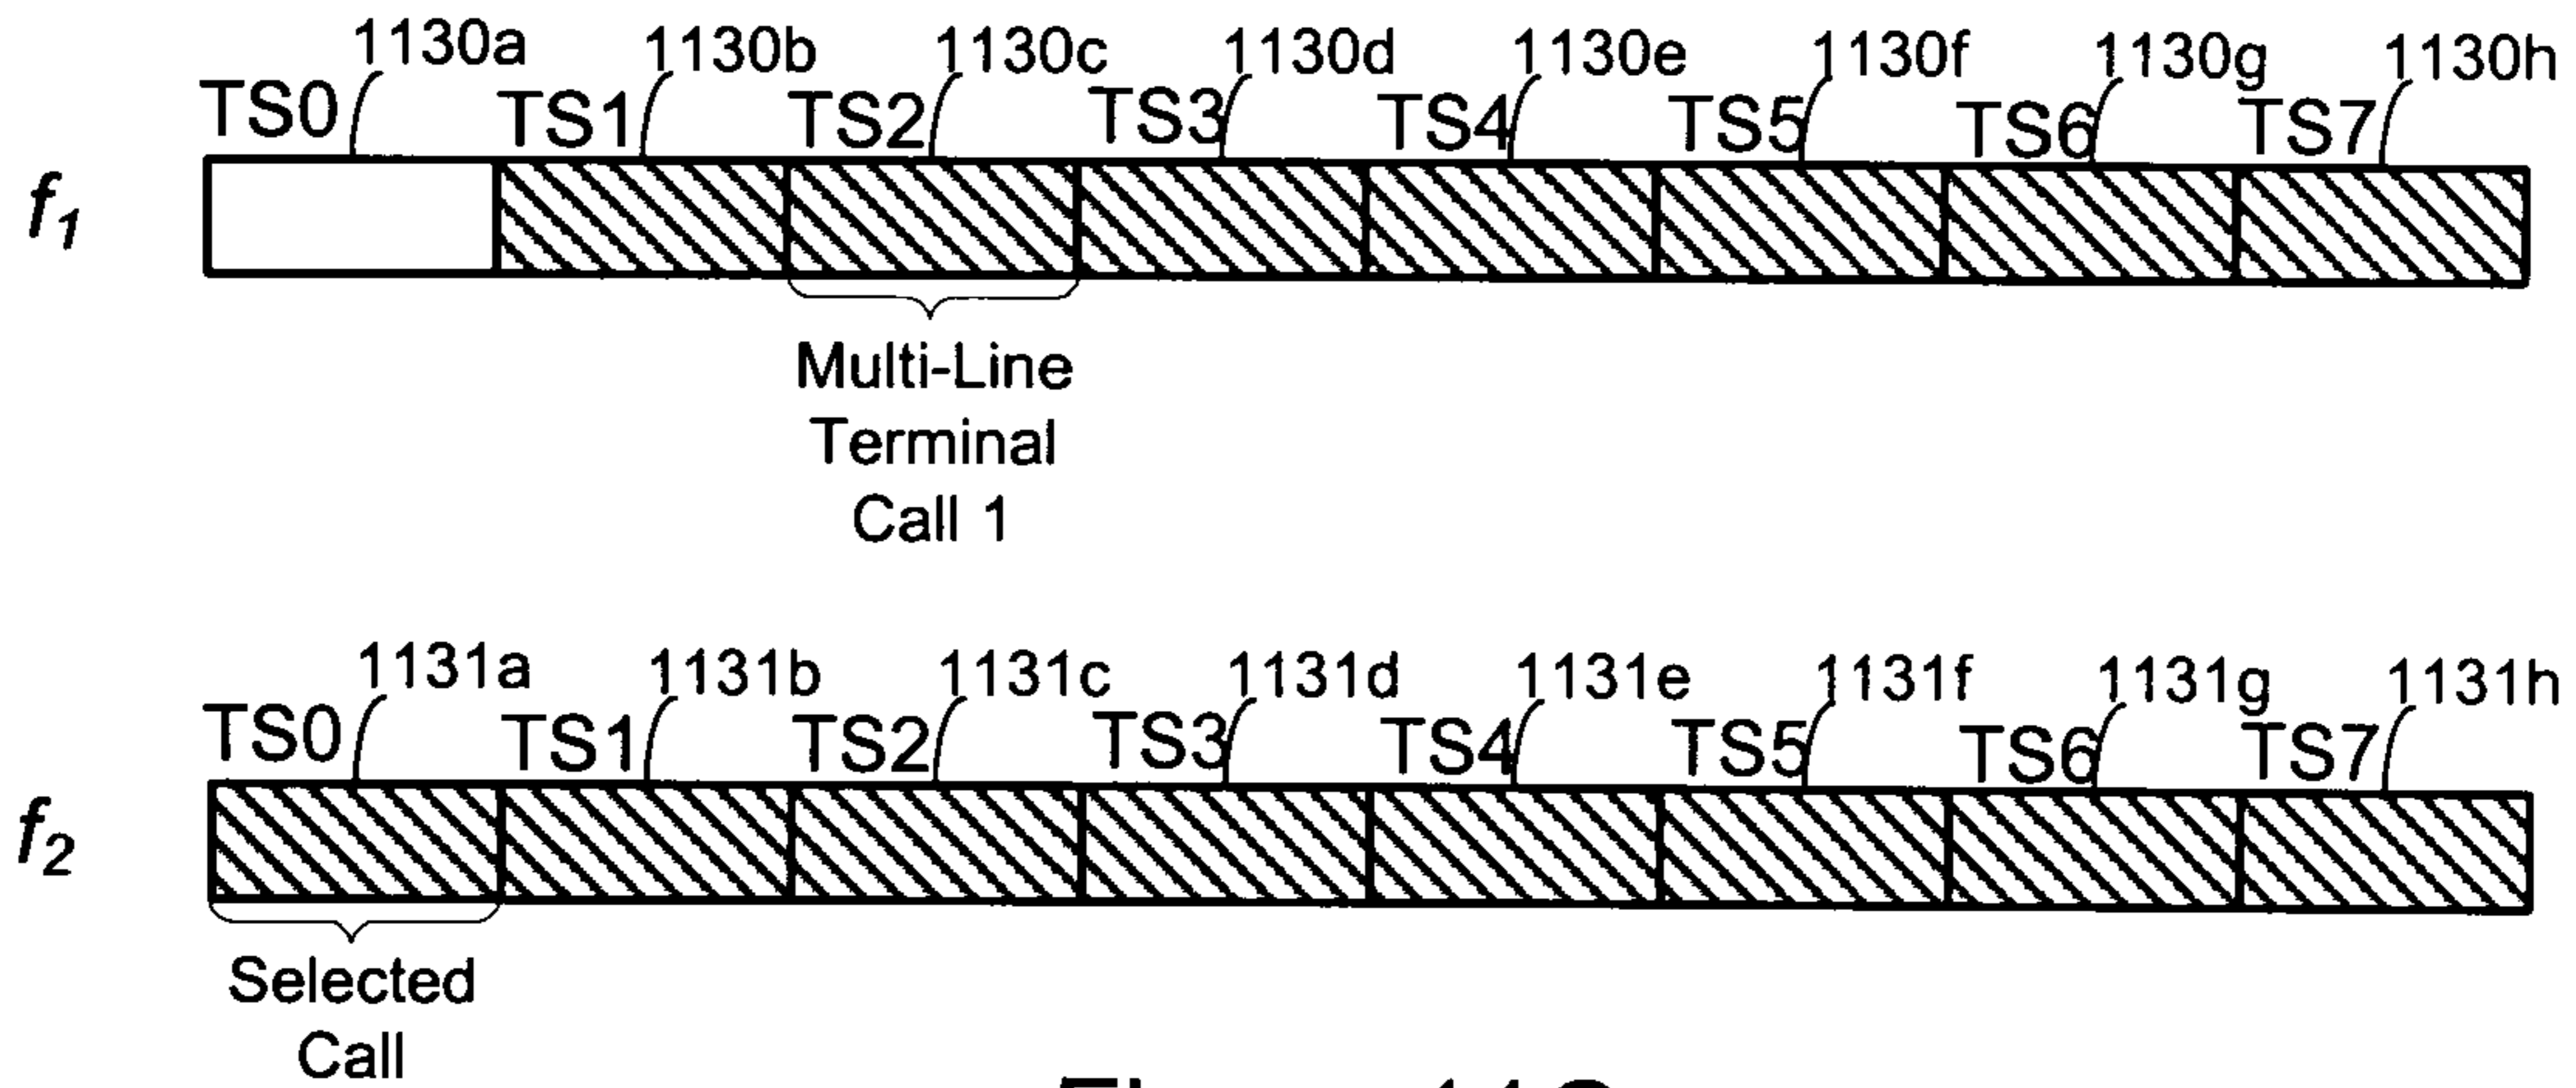 1130a 1130b 1130c 1130d 1130e 1130f 1130g 1130h
TS0 TS1 TS2 TS3 TS4 TS5 TS6 TS7
f1
Multi-Line
Terminal
Call 1
1131a 1131b 1131c 1131d 1131e 1131f 1131g 1131h
TS0 TS1 TS2 TS3 TS4 TS5 TS6 TS7
f2
Selected
Call